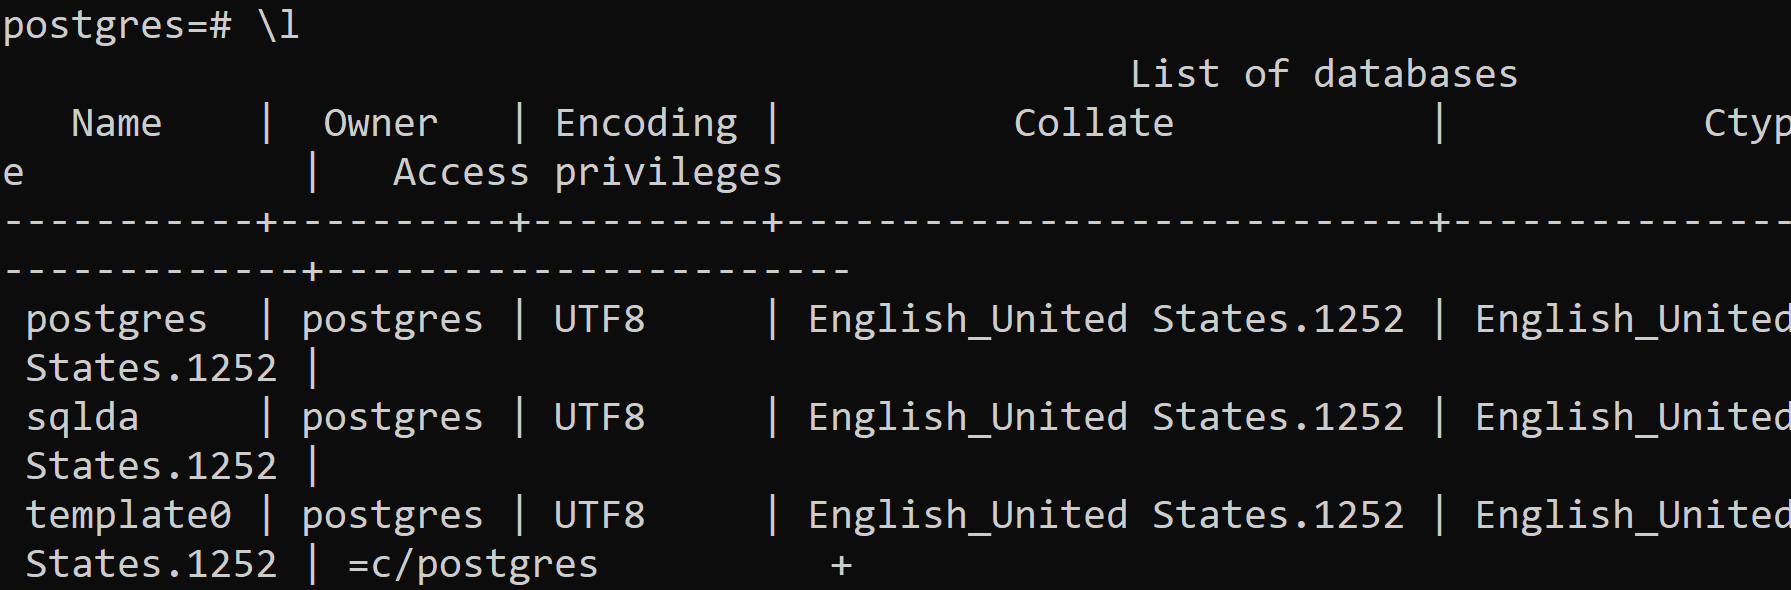 postgres=# \l
List of databases
Name | Owner | Encoding | Collate | Ctyp
e | Access privileges
-----------+----------+----------+----------------------------+---------------
-------------+-----------------------
postgres | postgres | UTF8 | English_United States.1252 | English_United
States.1252 |
sqlda | postgres | UTF8 | English_United States.1252 | English_United
States.1252 |
template0 | postgres | UTF8 | English_United States.1252 | English_United
States.1252 | =c/postgres +